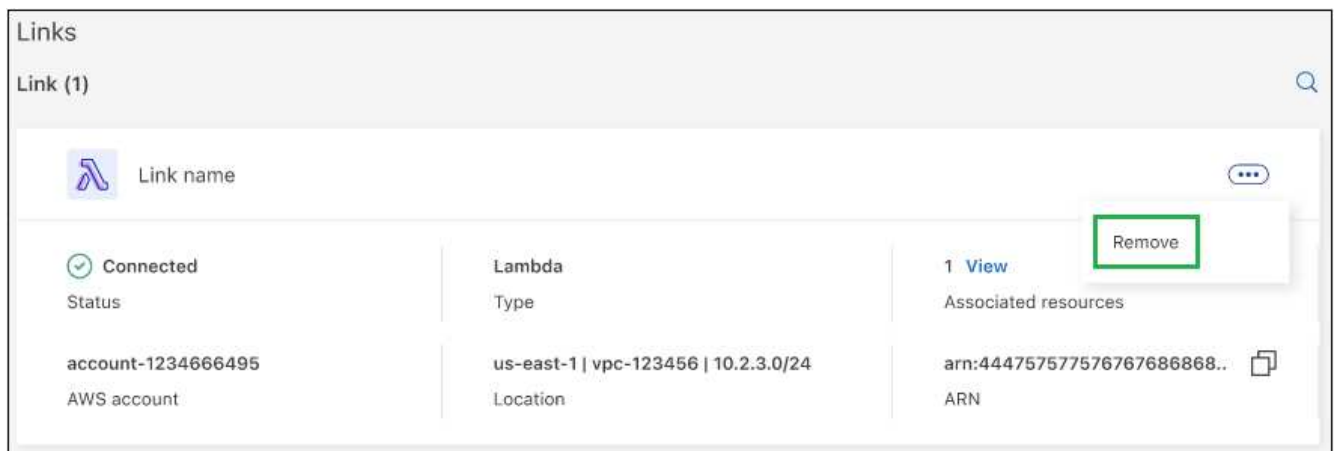 Links
Link (1)
Link name
Remove
Connected
Status
Lambda
Type
1 View
Associated resources
account-1234666495
AWS account
us-east-1 | vpc-123456 | 10.2.3.0/24
Location
arn:444757577576767686868..
ARN